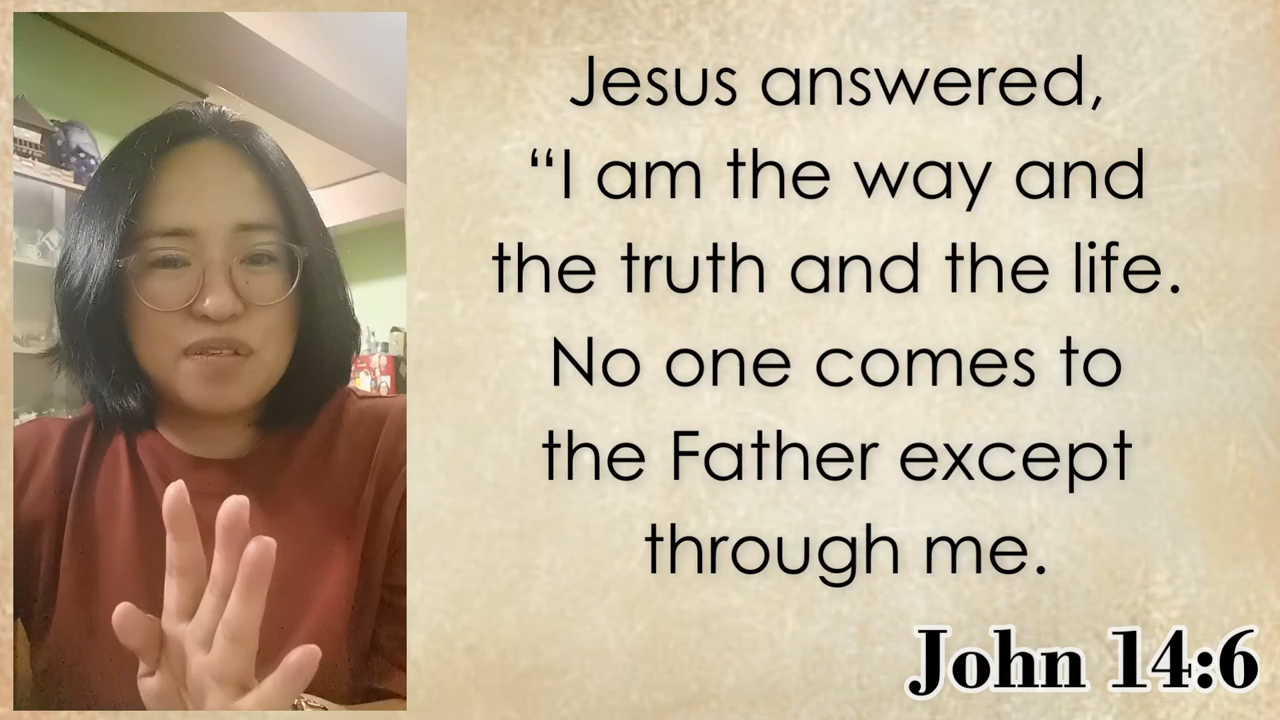 Jesus answered,
“I am the way and
the truth and the life.
No one comes to
the Father except
through me.
John 14:6